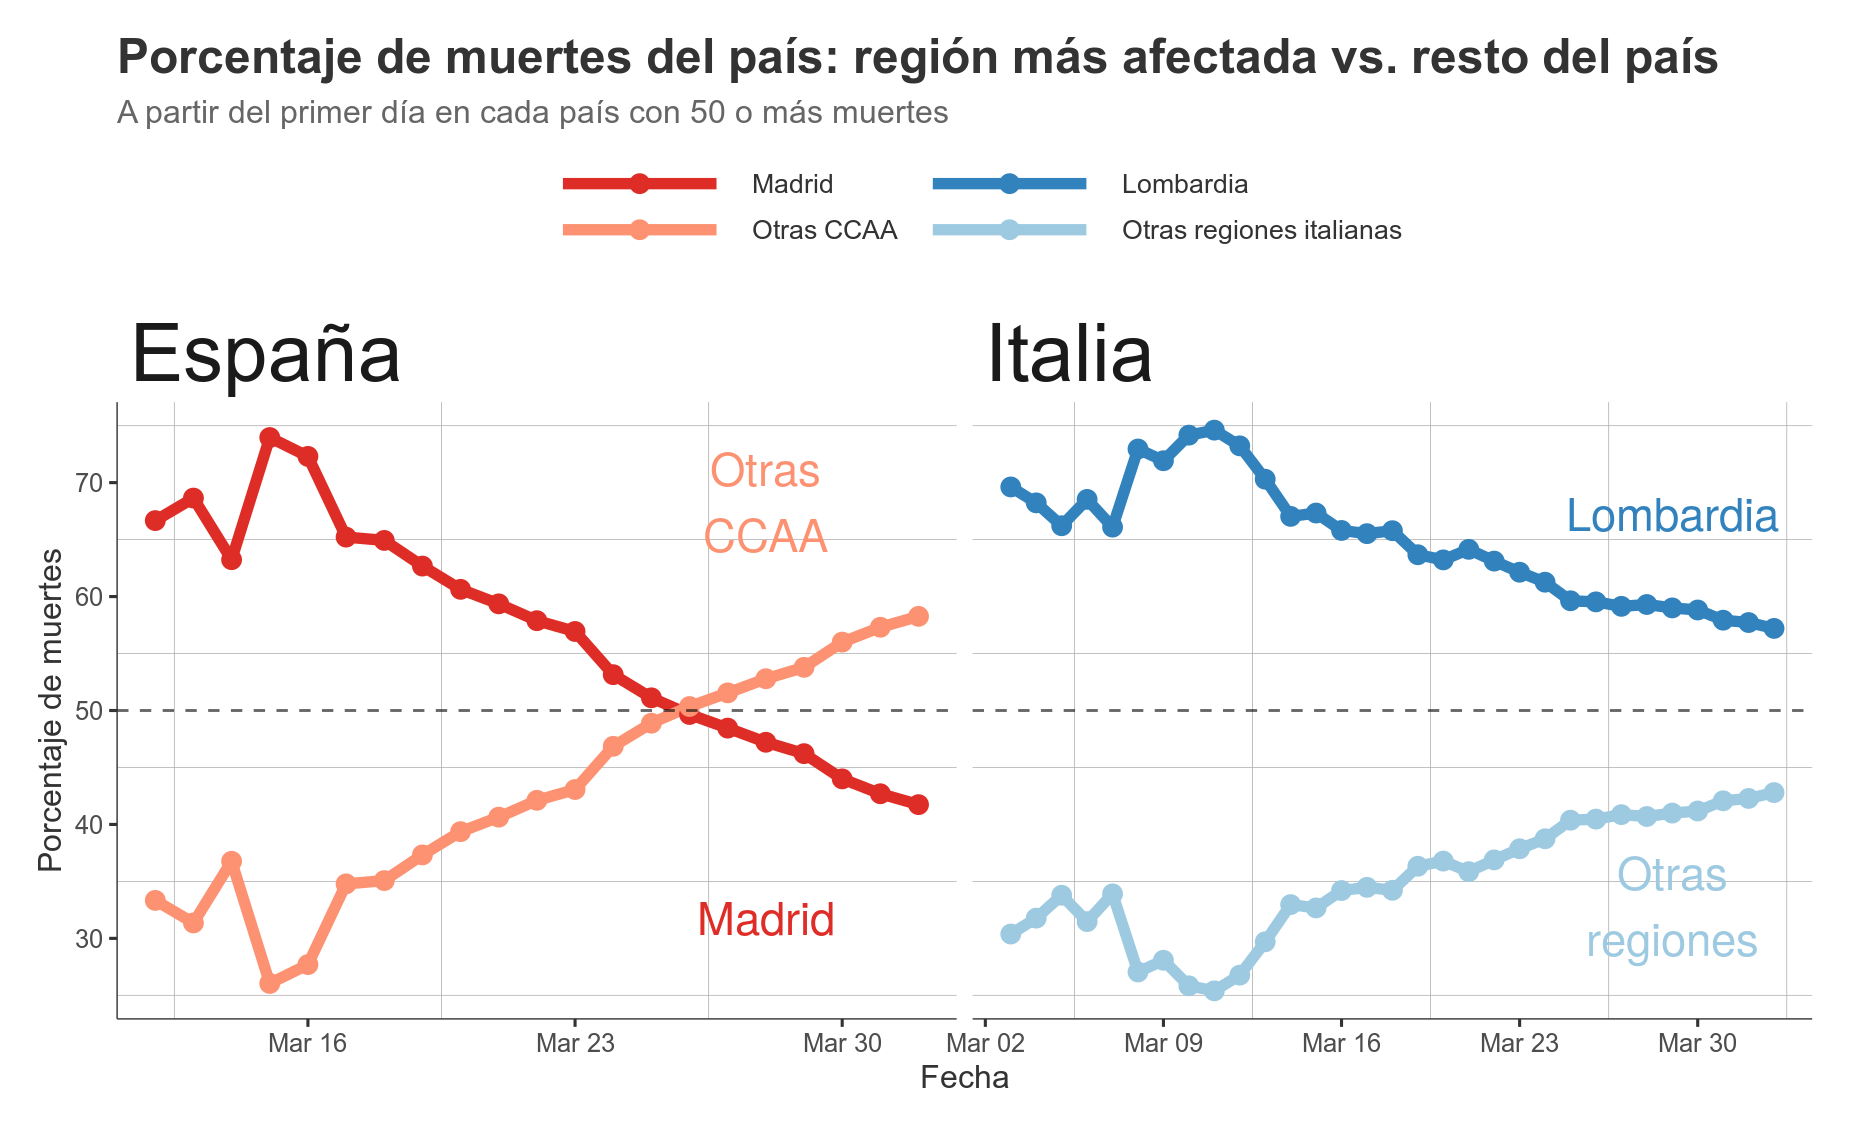 Porcentaje de muertes del país: región más afectada vs. resto del país
A partir del primer día en cada país con 50 o más muertes
Madrid
Lombardia
Otras CCAA
Otras regiones italianas
España
Italia
Otras
CCAA
Madrid
Lombardia
Otras
regiones
Porcentaje de muertes
70
60
50
40
30
Mar 16
Mar 23
Mar 30
Mar 02
Mar 09
Mar 16
Mar 23
Mar 30
Fecha